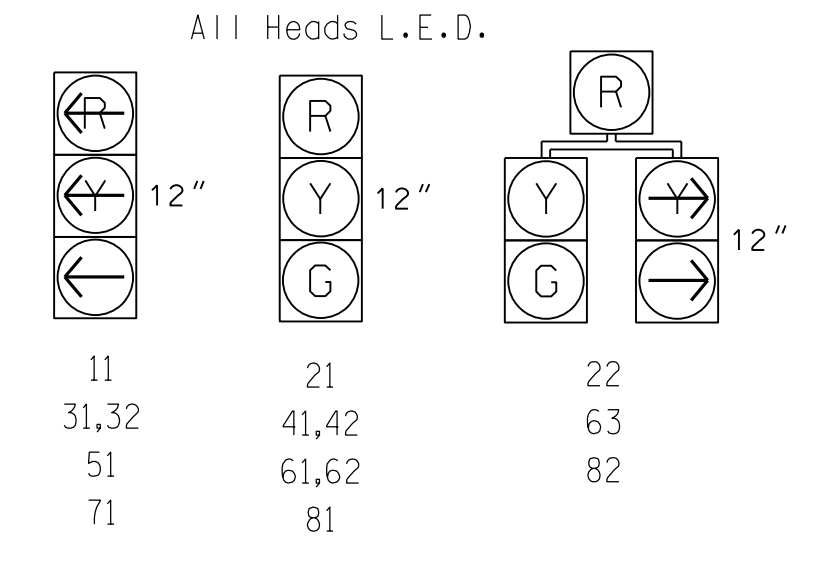 All Heads L.E.D.
R
Y
12"
11
31,32
51
71
R
Y
G
12"
21
41,42
61,62
81
R
Y
G
Y
12"
22
63
82